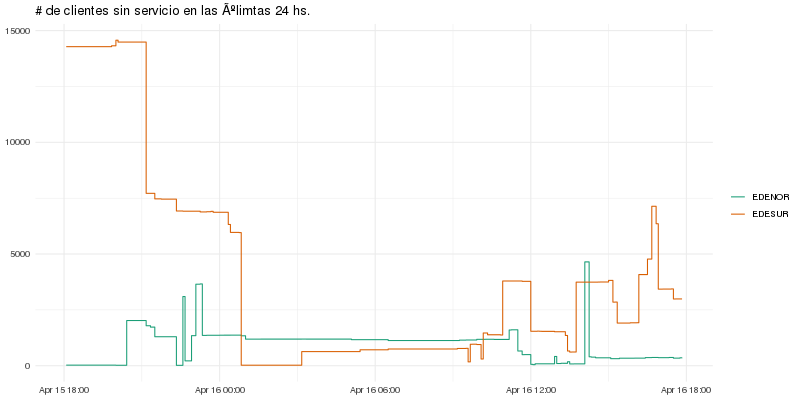 # de clientes sin servicio en las Ãºlimtas 24 hs.
15000
10000
5000
0
Apr 15 18:00
Apr 16 00:00
Apr 16 06:00
Apr 16 12:00
Apr 16 18:00
EDENOR
EDESUR